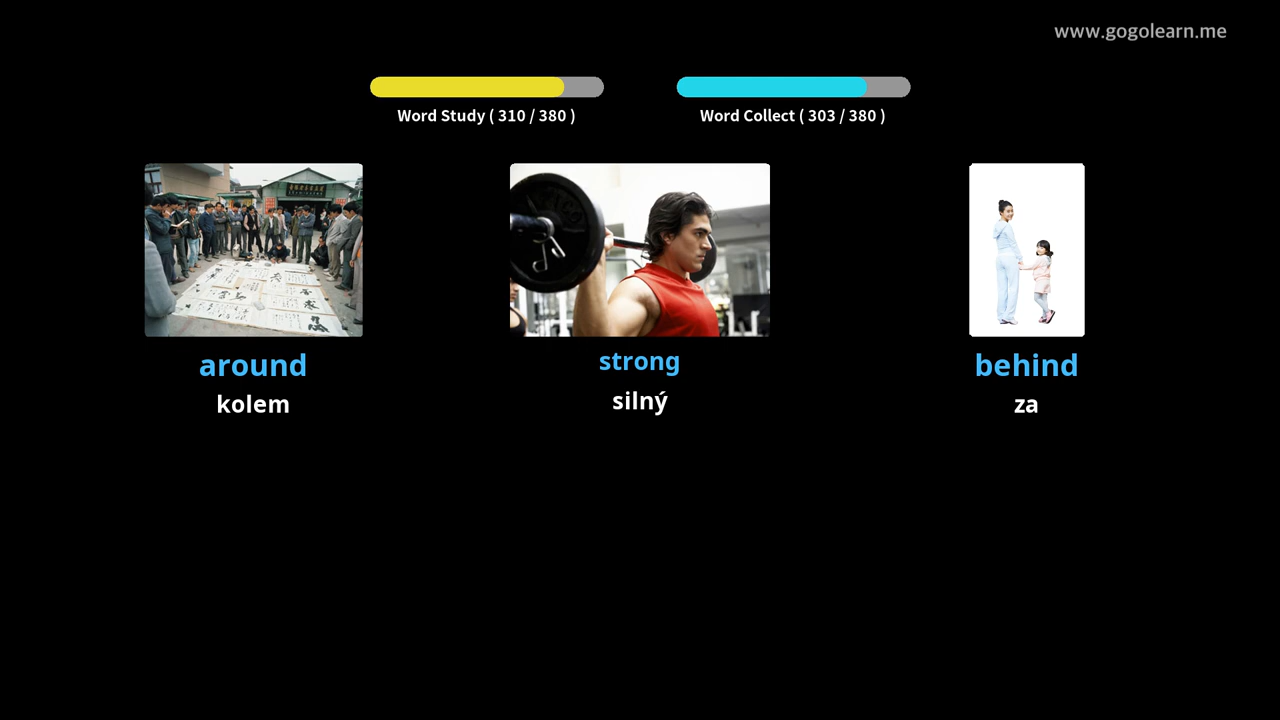 www.gogolearn.me
Word Study ( 310 / 380 )
Word Collect ( 303 / 380 )
around
kolem
strong
silný
behind
za